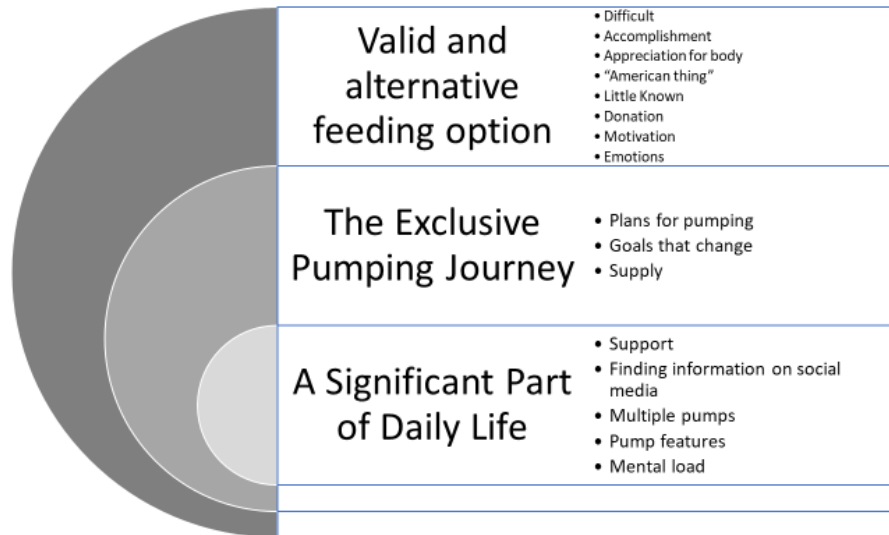 Valid and
alternative
feeding option
• Difficult
• Accomplishment
• Appreciation for body
• “American thing”
• Little Known
• Donation
• Motivation
• Emotions
The Exclusive
Pumping Journey
• Plans for pumping
• Goals that change
• Supply
A Significant Part
of Daily Life
• Support
• Finding information on social
media
• Multiple pumps
• Pump features
• Mental load